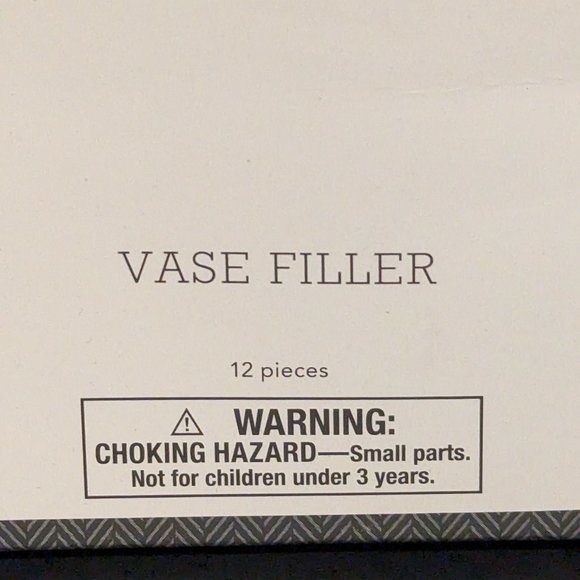 VASE FILLER
12 pieces
⚠ WARNING:
CHOKING HAZARD—Small parts.
Not for children under 3 years.